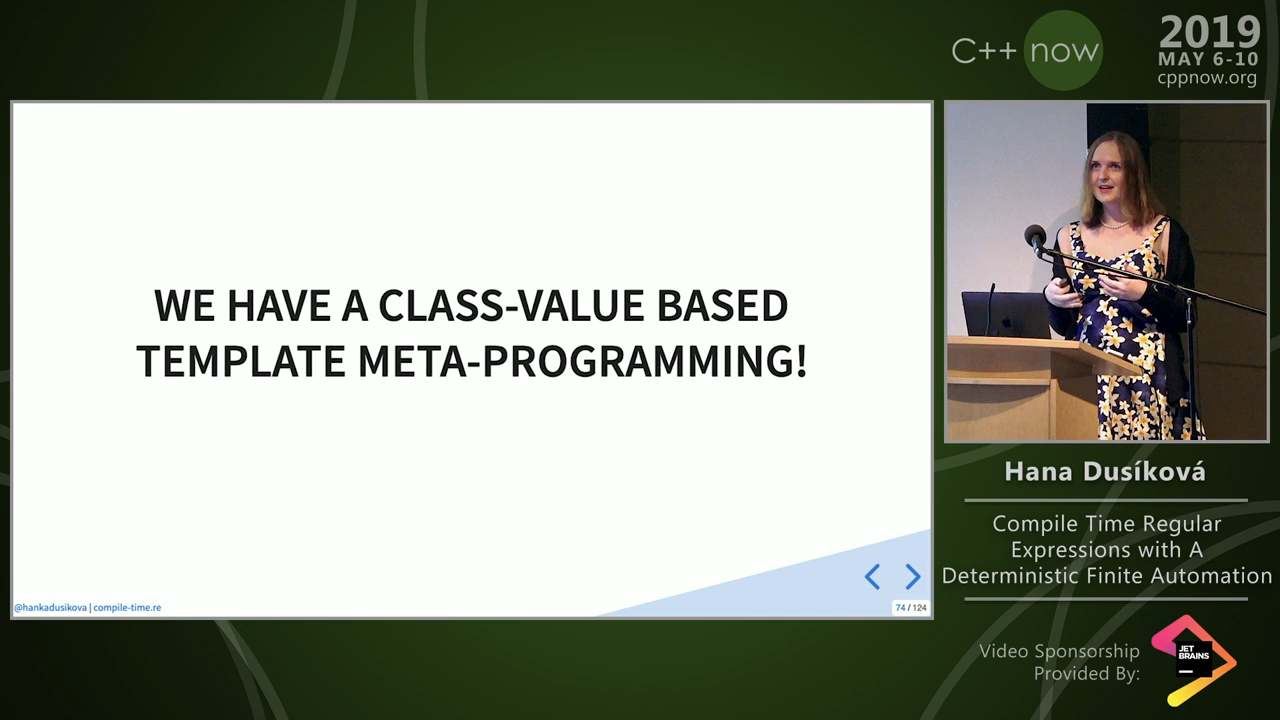 C++ now
2019
MAY 6-10
cppnow.org
WE HAVE A CLASS-VALUE BASED
TEMPLATE META-PROGRAMMING!
@hankadusikova | compile-time.re
74 / 124
Hana Dusíková
Compile Time Regular
Expressions with A
Deterministic Finite Automation
Video Sponsorship
Provided By:
JET
BRAINS